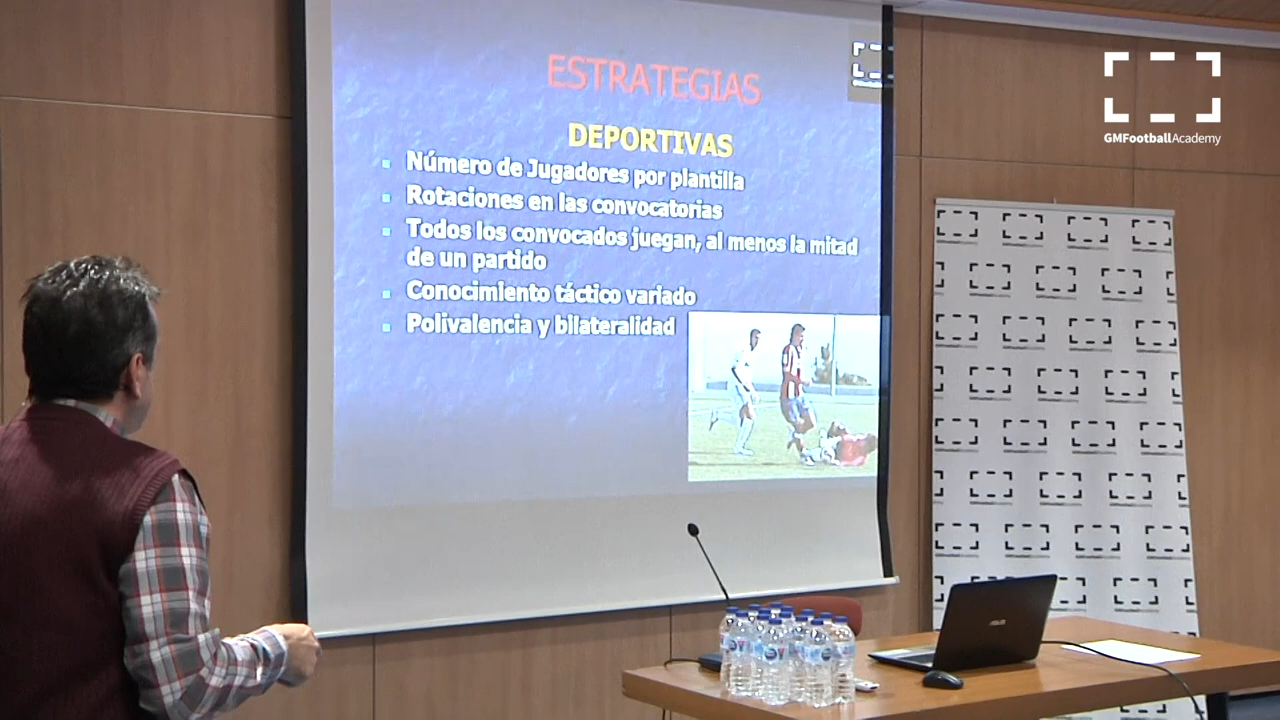 ESTRATEGIAS
DEPORTIVAS
Número de Jugadores por plantilla
Rotaciones en las convocatorias
Todos los convocados juegan, al menos la mitad
de un partido
Conocimiento táctico variado
Polivalencia y bilateralidad
GMFootballAcademy
ASUS